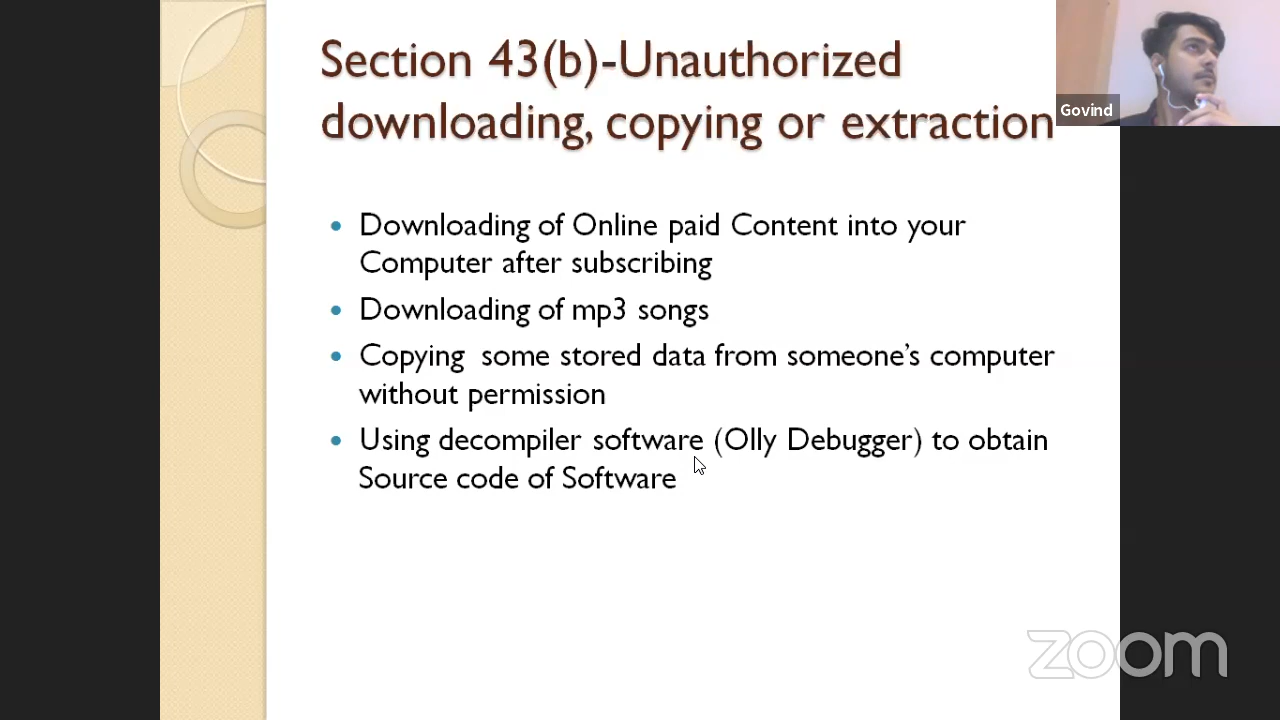 Section 43(b)-Unauthorized
downloading, copying or extraction
Govind
• Downloading of Online paid Content into your
Computer after subscribing
• Downloading of mp3 songs
• Copying some stored data from someone’s computer
without permission
• Using decompiler software (Olly Debugger) to obtain
Source code of Software
zoom